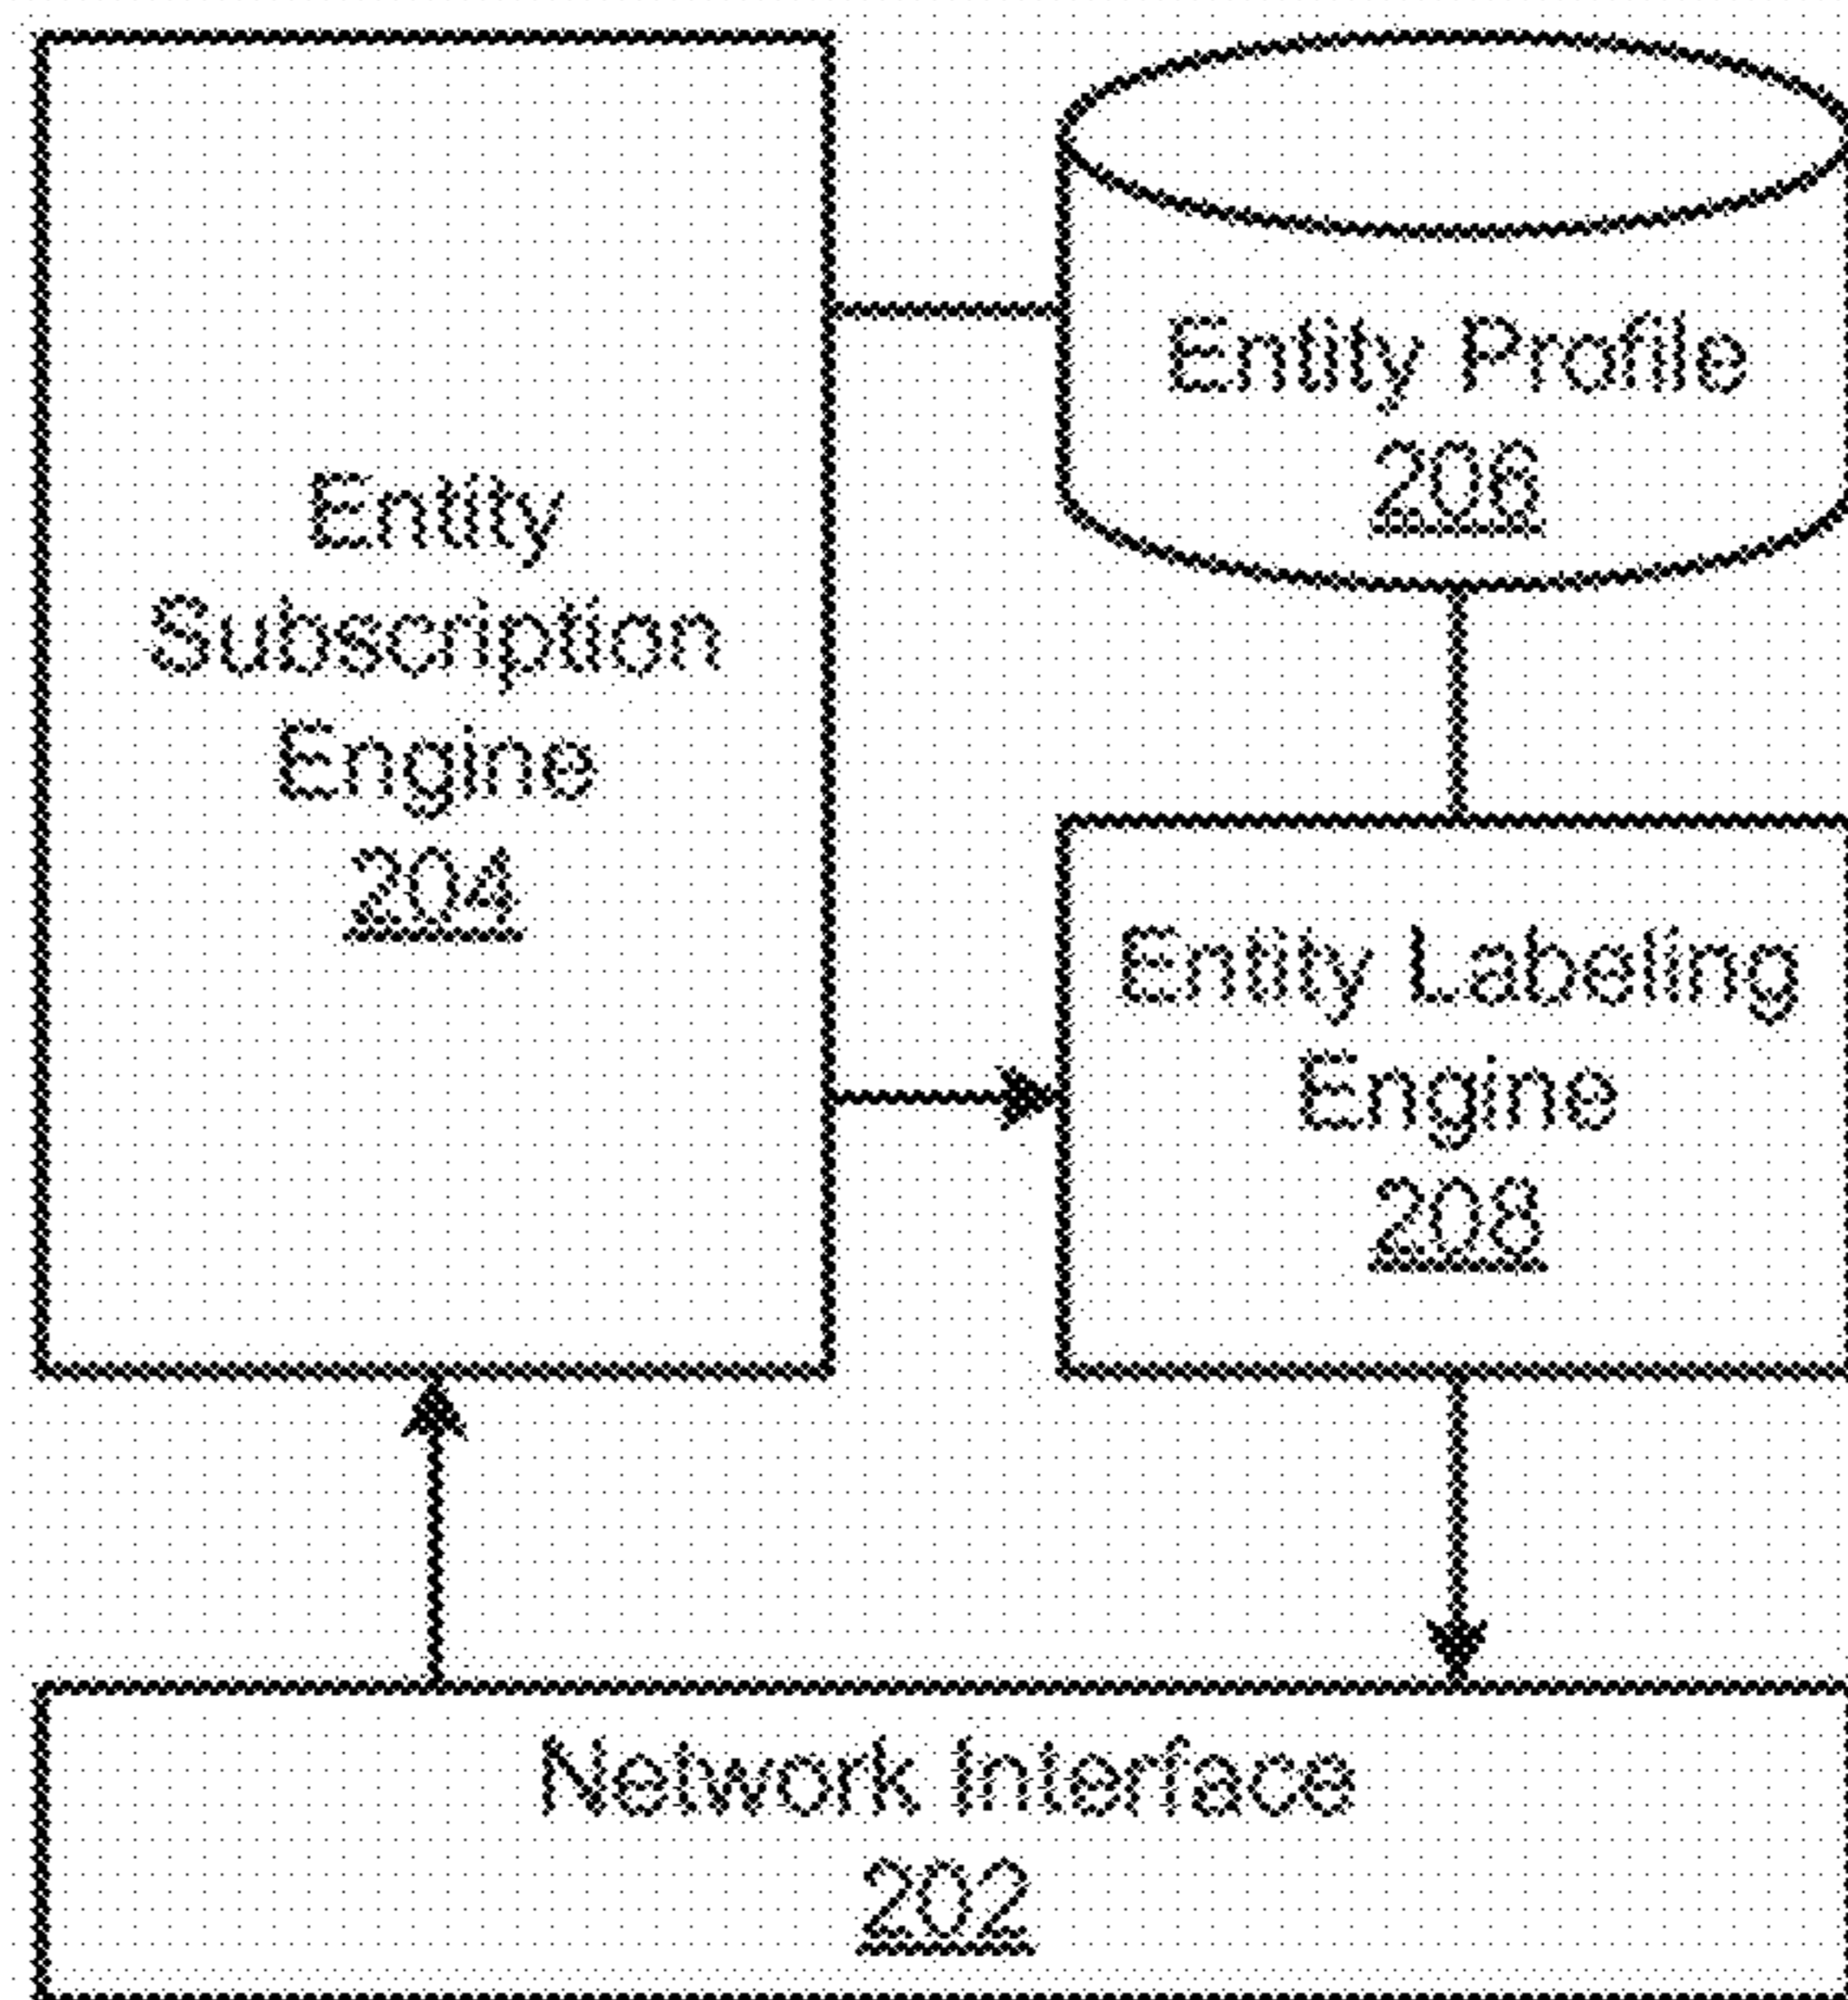 Entity
Subscription
Engine
204
Entity Profile
206
Entity Labeling
Engine
208
Network Interface
202